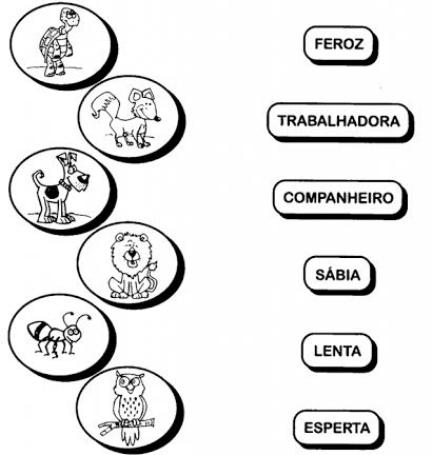 FEROZ
TRABALHADORA
COMPANHEIRO
SÁBIA
LENTA
ESPERTA